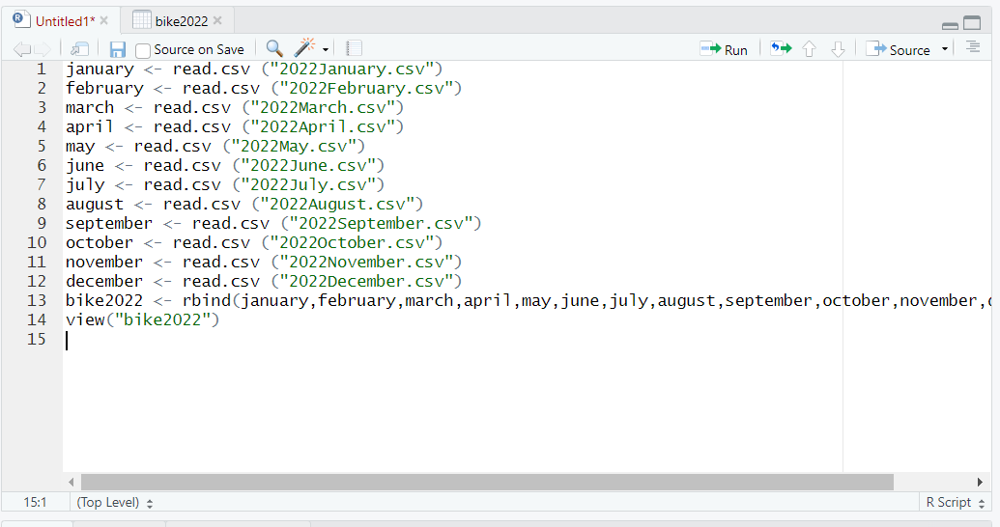 Untitled1* bike2022
Source on Save Run Source
1 january <- read.csv ("2022January.csv")
2 february <- read.csv ("2022February.csv")
3 march <- read.csv ("2022March.csv")
4 april <- read.csv ("2022April.csv")
5 may <- read.csv ("2022May.csv")
6 june <- read.csv ("2022June.csv")
7 july <- read.csv ("2022July.csv")
8 august <- read.csv ("2022August.csv")
9 september <- read.csv ("2022September.csv")
10 october <- read.csv ("2022October.csv")
11 november <- read.csv ("2022November.csv")
12 december <- read.csv ("2022December.csv")
13 bike2022 <- rbind(january,february,march,april,may,june,july,august,september,october,november,
14 view("bike2022")
15
15:1 (Top Level) R Script